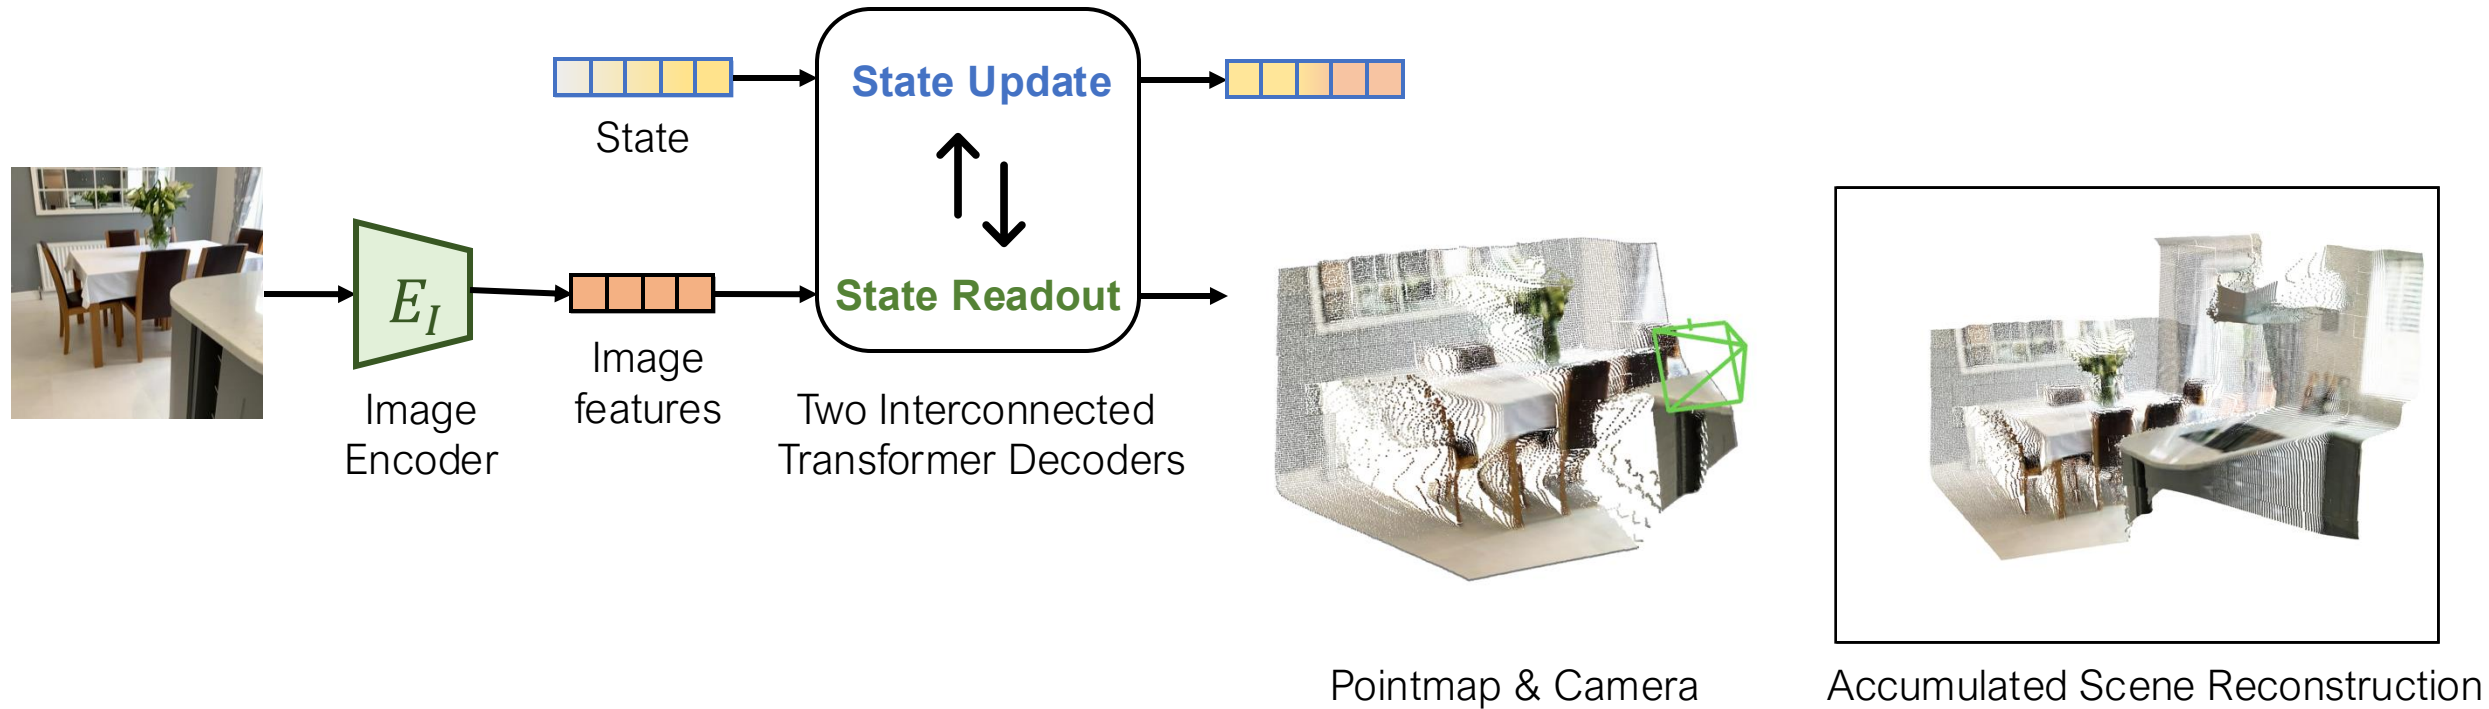 State Update
State
State Readout
E_I
Image
features
Image
Encoder
Two Interconnected
Transformer Decoders
Pointmap & Camera
Accumulated Scene Reconstruction